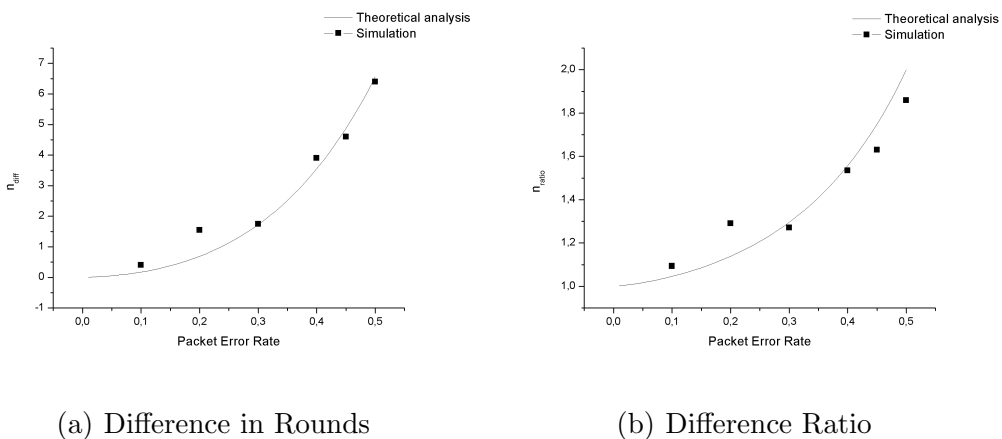 Theoretical analysis
Simulation
7
6
5
4
3
2
1
0
-1
n_diff
0,0 0,1 0,2 0,3 0,4 0,5
Packet Error Rate
(a) Difference in Rounds
Theoretical analysis
Simulation
2,0
1,8
1,6
1,4
1,2
1,0
n_ratio
0,0 0,1 0,2 0,3 0,4 0,5
Packet Error Rate
(b) Difference Ratio